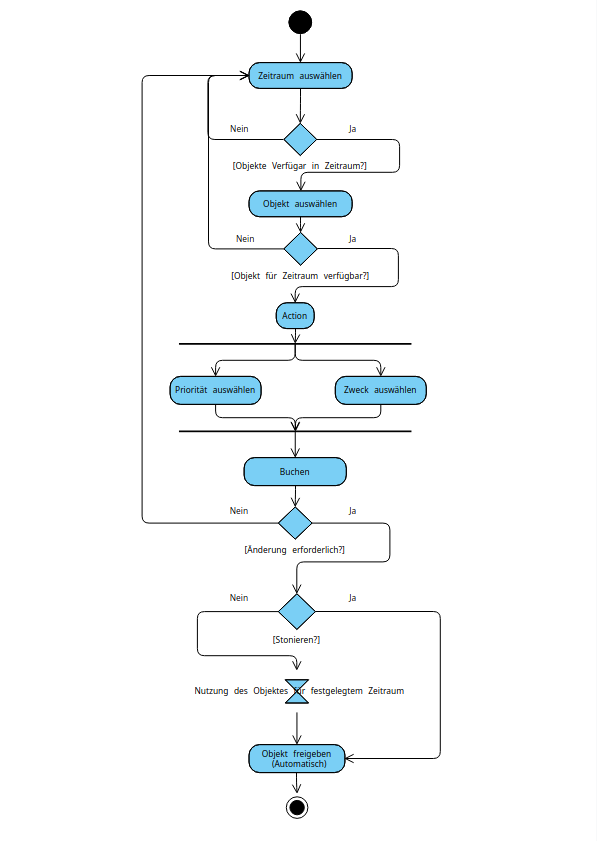 Zeitraum auswählen
Nein
Ja
[Objekte Verfügar in Zeitraum?]
Objekt auswählen
Nein
Ja
[Objekt für Zeitraum verfügbar?]
Action
Priorität auswählen
Zweck auswählen
Buchen
Nein
Ja
[Änderung erforderlich?]
Nein
Ja
[Stonieren?]
Nutzung des Objektes für festgelegtem Zeitraum
Objekt freigeben
(Automatisch)